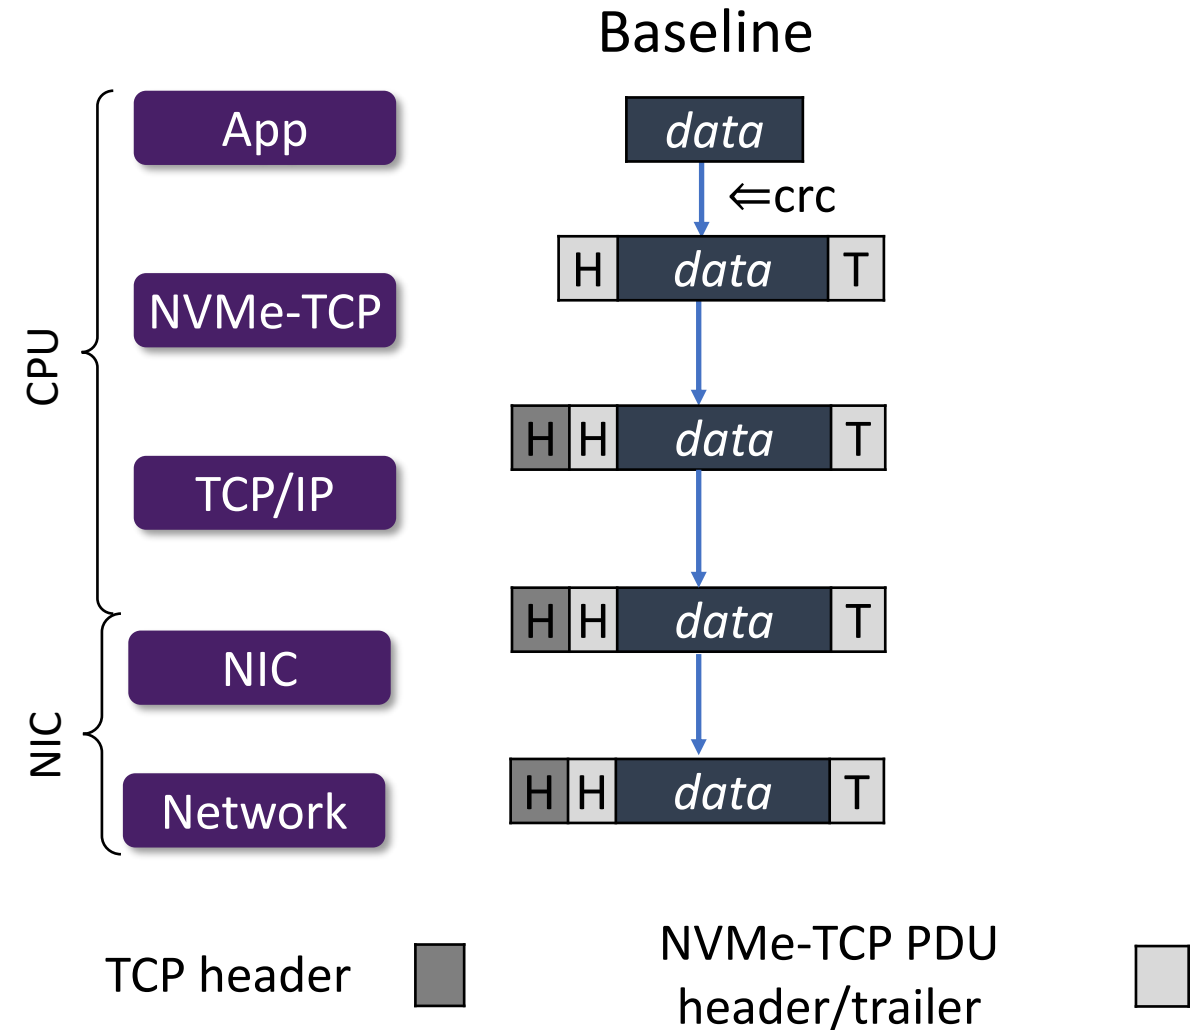 Baseline
App
data
⇐crc
H data T
NVMe-TCP
CPU
H H data T
TCP/IP
H H data T
NIC
NIC
H H data T
Network
TCP header
NVMe-TCP PDU
header/trailer